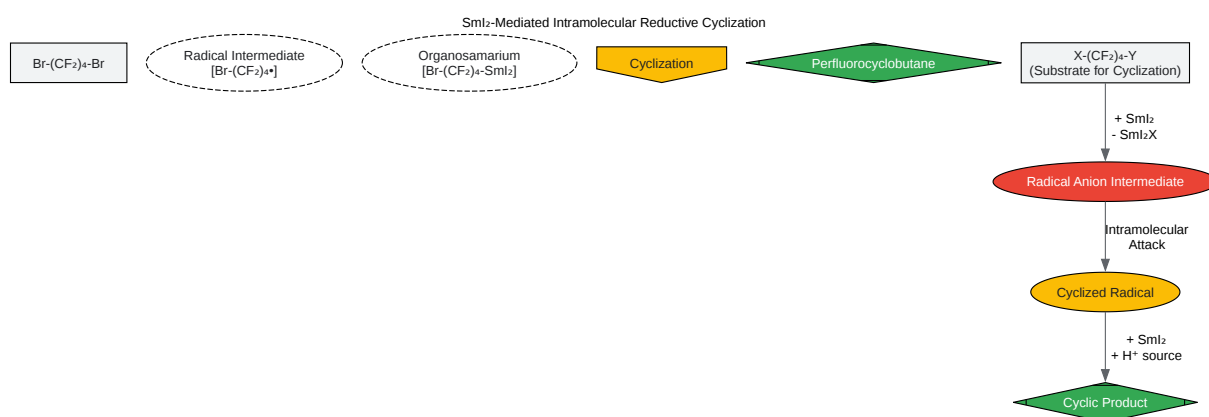 SmI₂-Mediated Intramolecular Reductive Cyclization
Br-(CF₂)₄-Br
Radical Intermediate
[Br-(CF₂)₄•]
Organosamarium
[Br-(CF₂)₄-SmI₂]
Cyclization
Perfluorocyclobutane
X-(CF₂)₄-Y
(Substrate for Cyclization)
+ SmI₂
- SmI₂X
Radical Anion Intermediate
Intramolecular
Attack
Cyclized Radical
+ SmI₂
+ H⁺ source
Cyclic Product